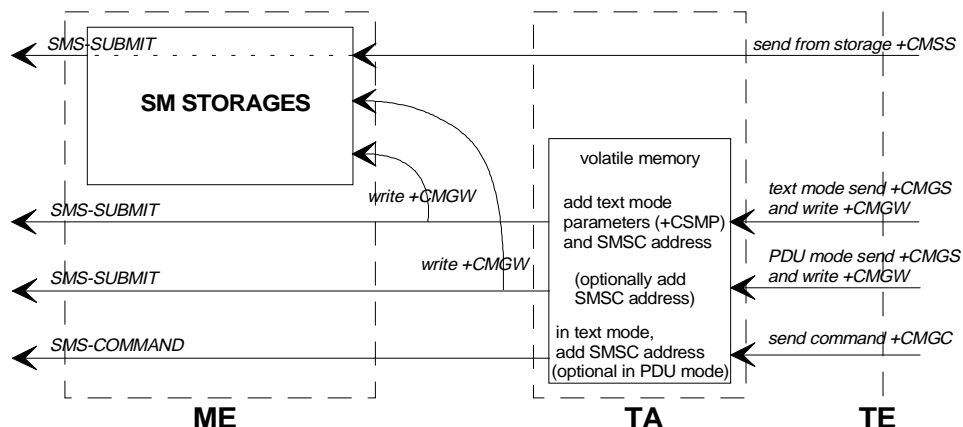 SMS-SUBMIT
send from storage +CMSS
SM STORAGES
volatile memory
write +CMGW
add text mode
parameters (+CSMP)
and SMSC address
text mode send +CMGS
and write +CMGW
SMS-SUBMIT
write +CMGW
PDU mode send +CMGS
and write +CMGW
(optionally add
SMSC address)
SMS-SUBMIT
in text mode,
add SMSC address
(optional in PDU mode)
send command +CMGC
SMS-COMMAND
ME
TA
TE